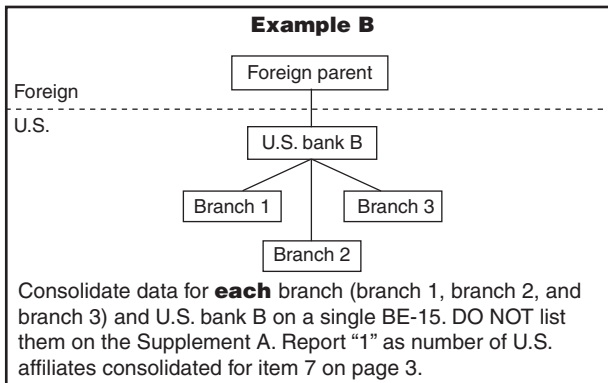 Example B
Foreign parent
Foreign
U.S.
U.S. bank B
Branch 1
Branch 3
Branch 2
Consolidate data for each branch (branch 1, branch 2, and
branch 3) and U.S. bank B on a single BE-15. DO NOT list
them on the Supplement A. Report “1” as number of U.S.
affiliates consolidated for item 7 on page 3.